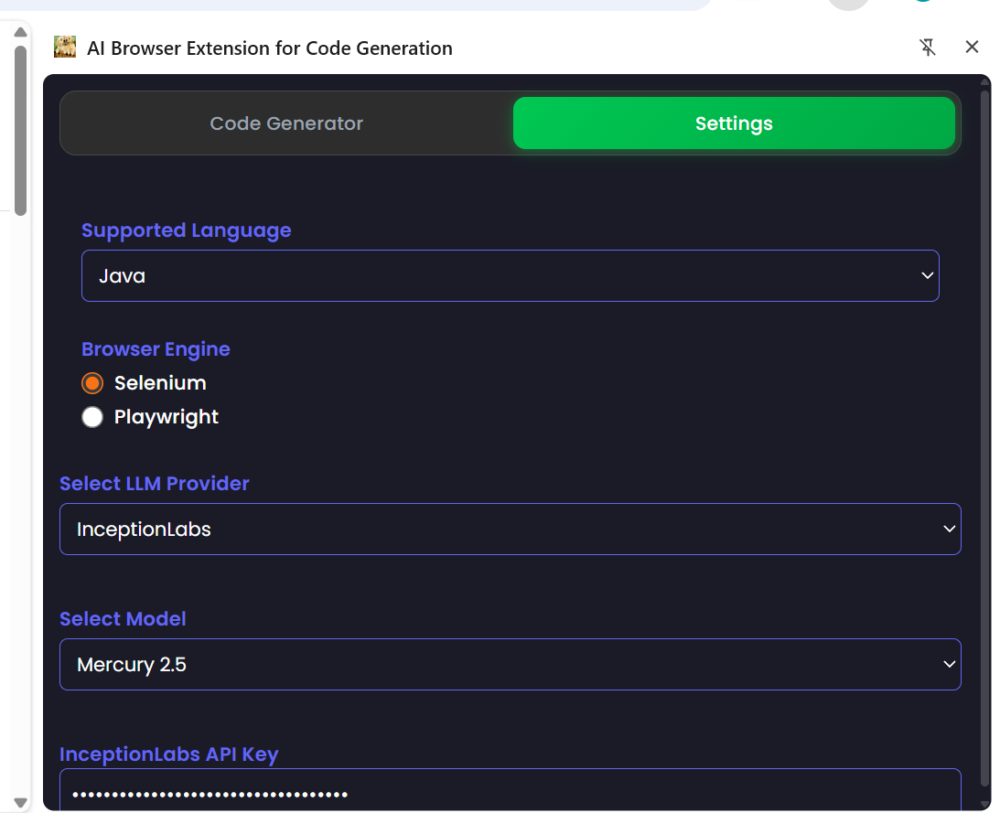 AI Browser Extension for Code Generation
Code Generator
Settings
Supported Language
Java
Browser Engine
Selenium
Playwright
Select LLM Provider
InceptionLabs
Select Model
Mercury 2.5
InceptionLabs API Key
•••••••••••••••••••••••••••••••••••